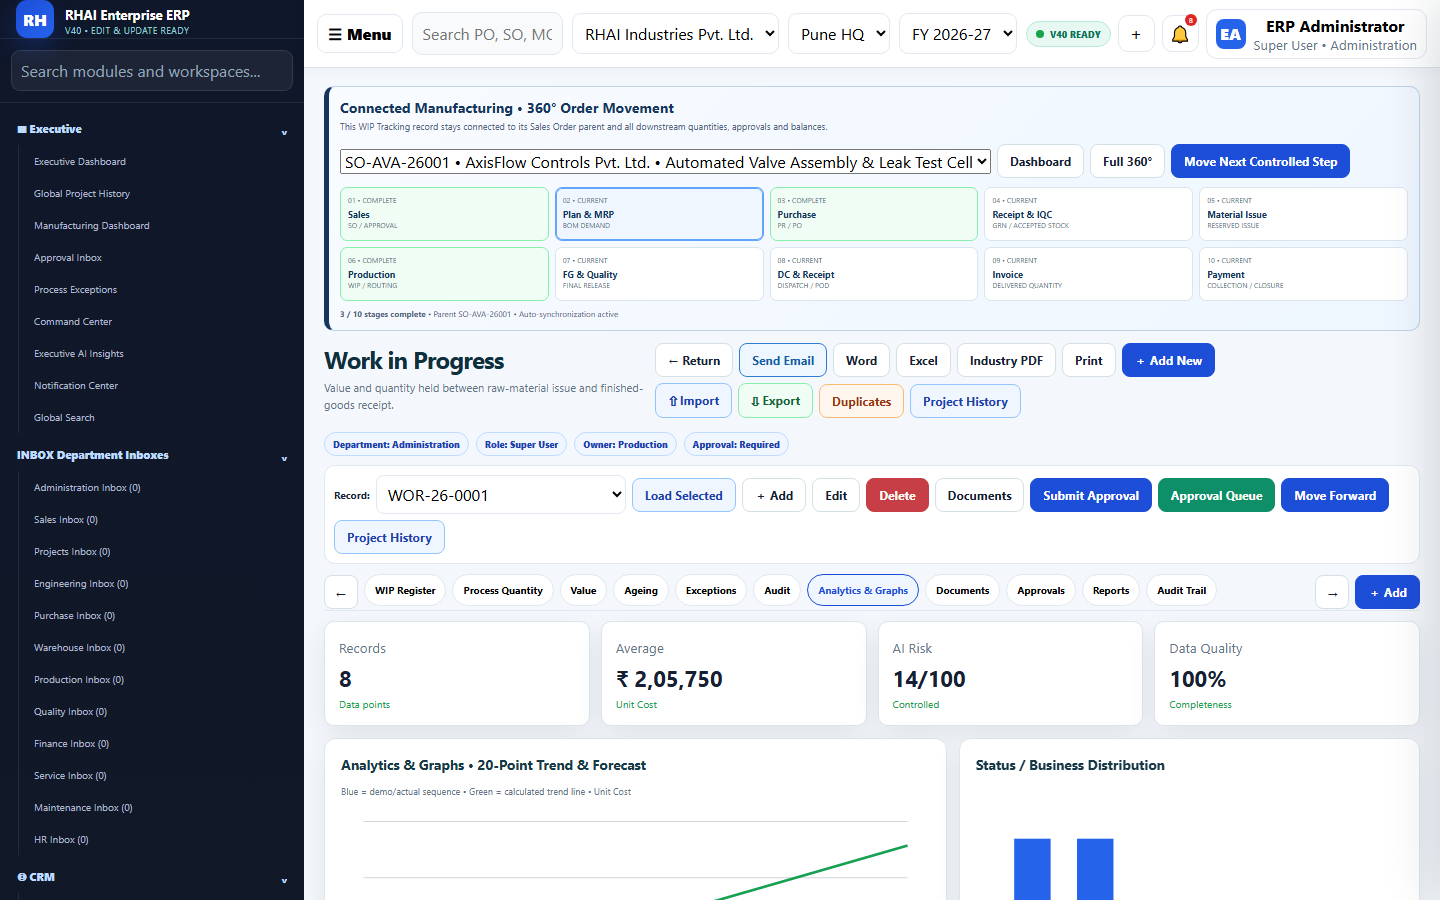 RH
RHAI Enterprise ERP
V40 • EDIT & UPDATE READY
Search modules and workspaces...
Executive
Executive Dashboard
Global Project History
Manufacturing Dashboard
Approval Inbox
Process Exceptions
Command Center
Executive AI Insights
Notification Center
Global Search
INBOX Department Inboxes
Administration Inbox (0)
Sales Inbox (0)
Projects Inbox (0)
Engineering Inbox (0)
Purchase Inbox (0)
Warehouse Inbox (0)
Production Inbox (0)
Quality Inbox (0)
Finance Inbox (0)
Service Inbox (0)
Maintenance Inbox (0)
HR Inbox (0)
CRM
☰ Menu
Search PO, SO, MO
RHAI Industries Pvt. Ltd.
Pune HQ
FY 2026-27
V40 READY
+
8
EA
ERP Administrator
Super User • Administration
Connected Manufacturing • 360° Order Movement
This WIP Tracking record stays connected to its Sales Order parent and all downstream quantities, approvals and balances.
SO-AVA-26001 • AxisFlow Controls Pvt. Ltd. • Automated Valve Assembly & Leak Test Cell
Dashboard
Full 360°
Move Next Controlled Step
01 • COMPLETE
Sales
SO / APPROVAL
02 • CURRENT
Plan & MRP
BOM DEMAND
03 • COMPLETE
Purchase
PR / PO
04 • CURRENT
Receipt & IQC
GRN / ACCEPTED STOCK
05 • CURRENT
Material Issue
RESERVED ISSUE
06 • COMPLETE
Production
WIP / ROUTING
07 • CURRENT
FG & Quality
FINAL RELEASE
08 • CURRENT
DC & Receipt
DISPATCH / POD
09 • CURRENT
Invoice
DELIVERED QUANTITY
10 • CURRENT
Payment
COLLECTION / CLOSURE
3 / 10 stages complete • Parent SO-AVA-26001 • Auto-synchronization active
Work in Progress
Value and quantity held between raw-material issue and finished-
goods receipt.
← Return
Send Email
Word
Excel
Industry PDF
Print
+ Add New
⇧ Import
⇩ Export
Duplicates
Project History
Department: Administration
Role: Super User
Owner: Production
Approval: Required
Record:
WOR-26-0001
Load Selected
+ Add
Edit
Delete
Documents
Submit Approval
Approval Queue
Move Forward
Project History
←
WIP Register
Process Quantity
Value
Ageing
Exceptions
Audit
Analytics & Graphs
Documents
Approvals
Reports
Audit Trail
→
+ Add
Records
8
Data points
Average
₹ 2,05,750
Unit Cost
AI Risk
14/100
Controlled
Data Quality
100%
Completeness
Analytics & Graphs • 20-Point Trend & Forecast
Blue = demo/actual sequence • Green = calculated trend line • Unit Cost
Status / Business Distribution